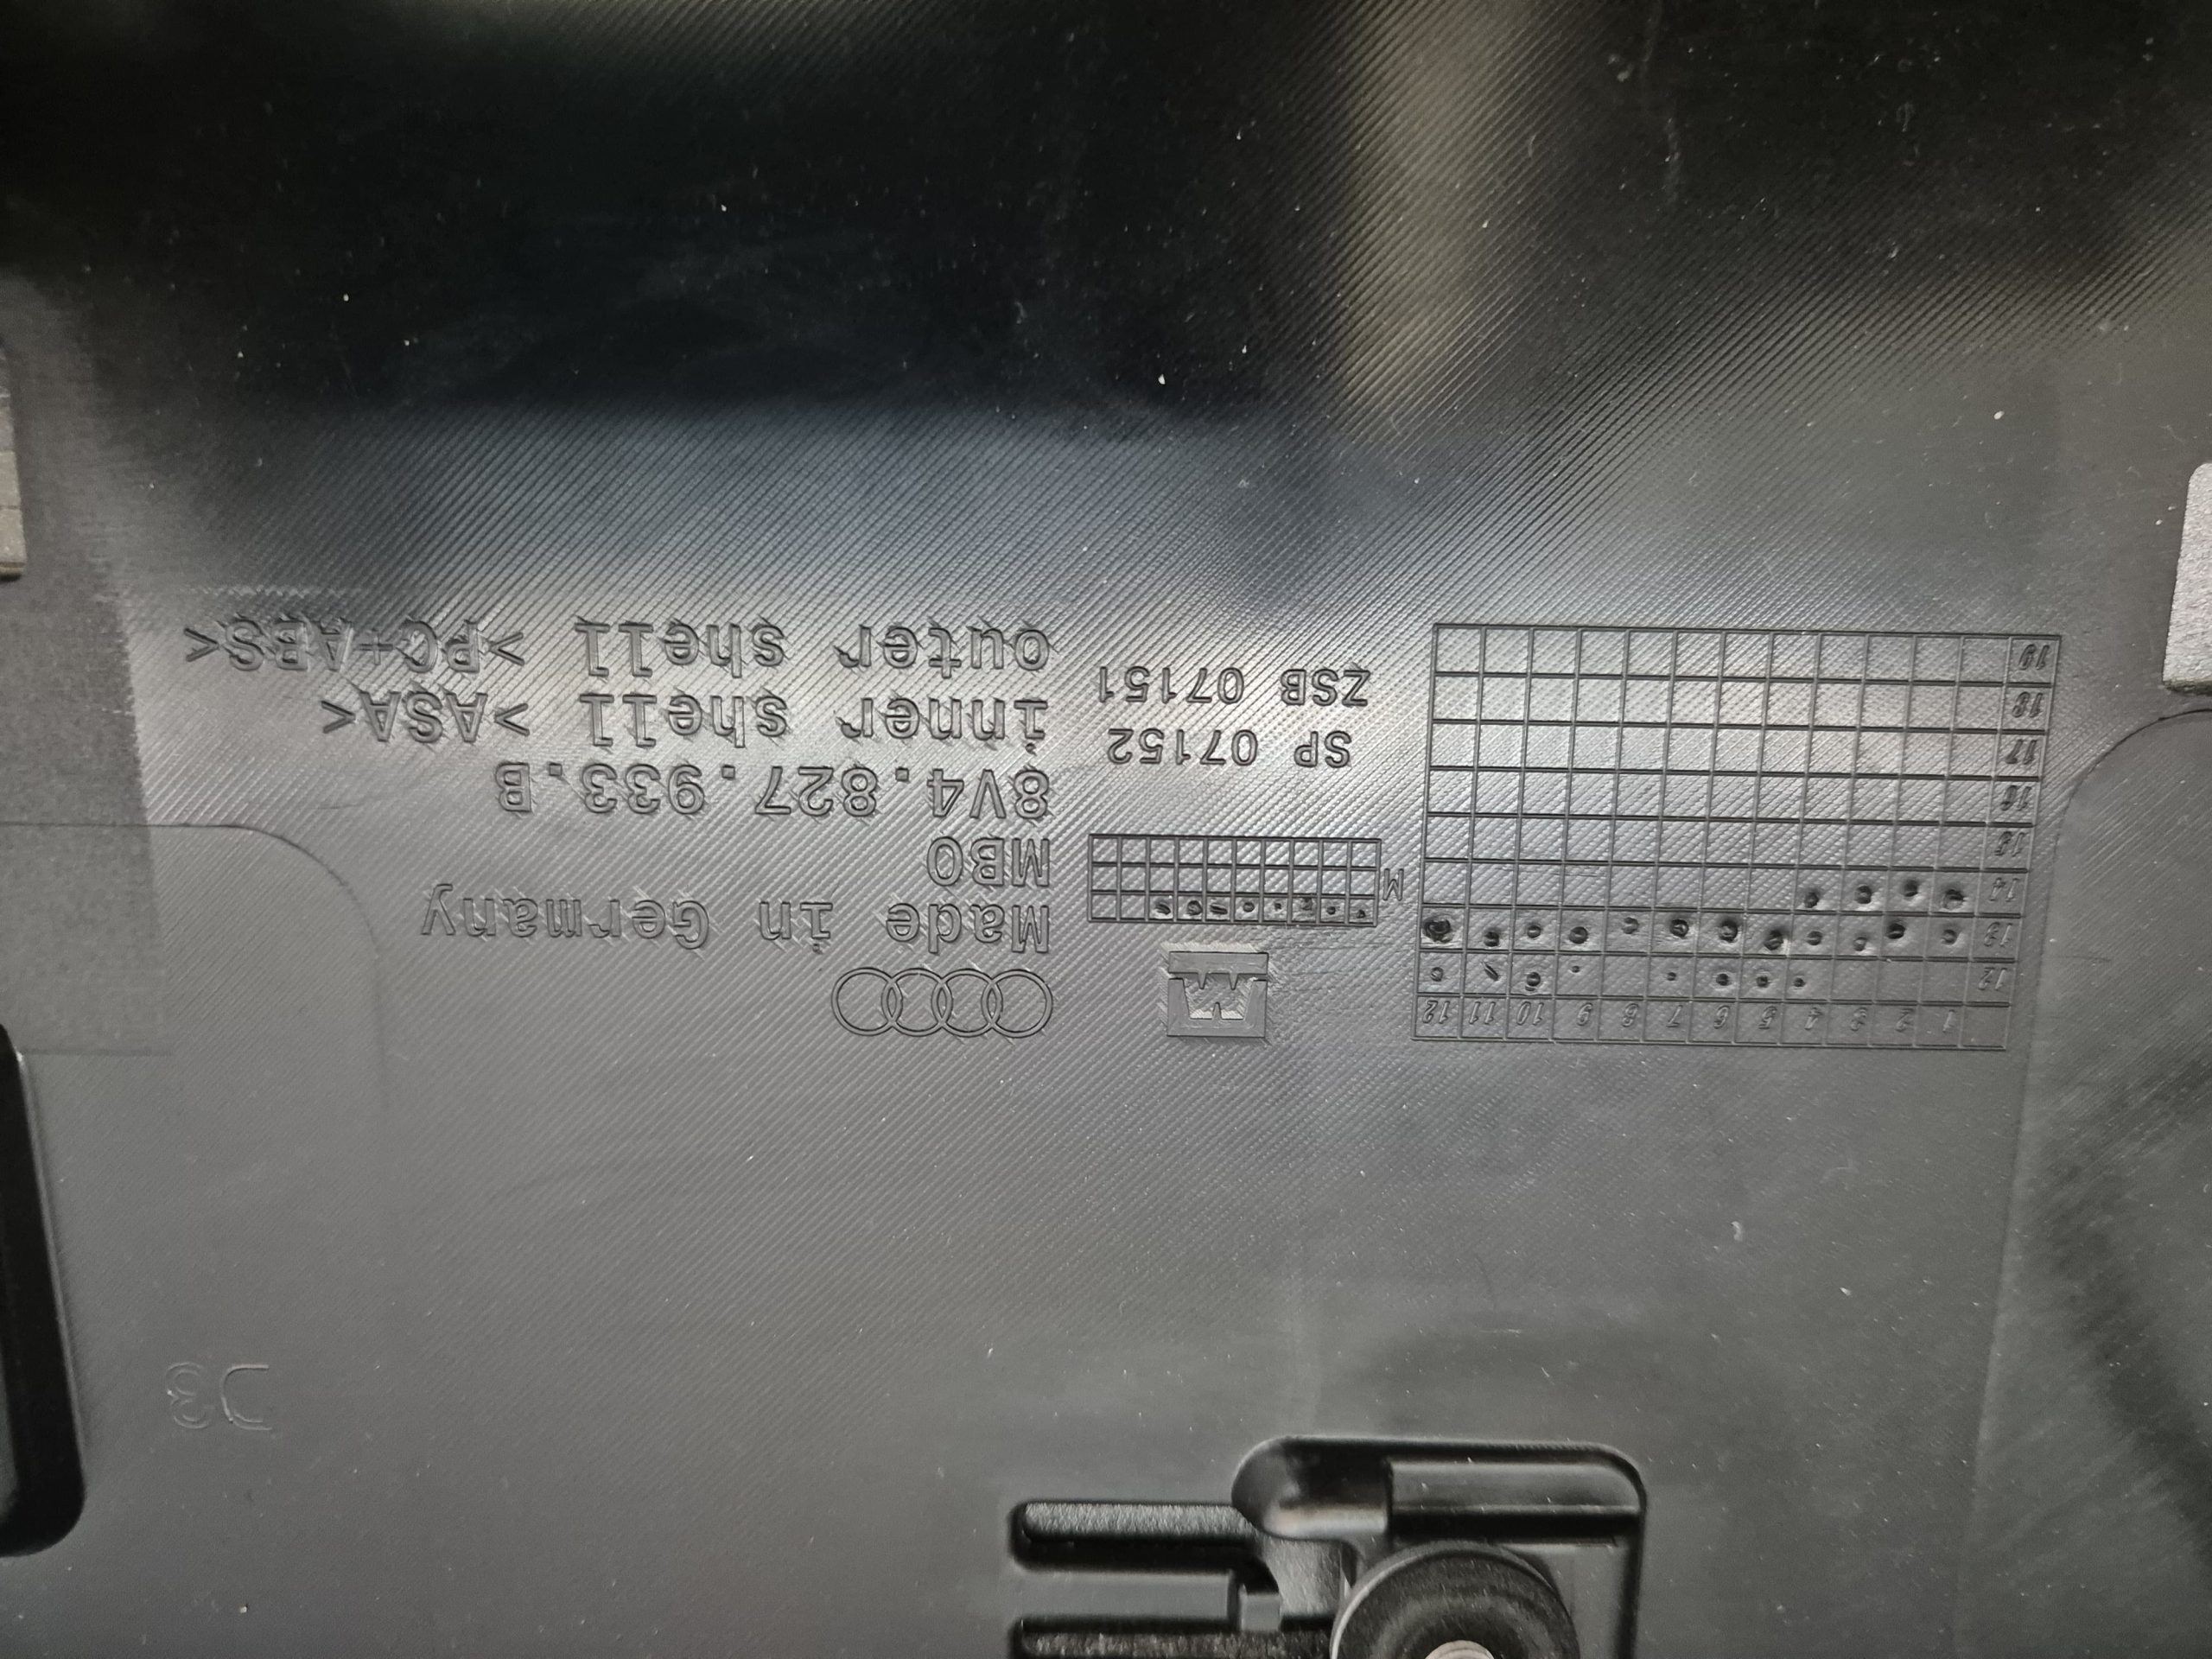 D3
1 2 3 4 5 6 7 8 9 10 11 12
12
13
14
15
16
17
18
19
M
SP 07152
ZSB 07151
Made in Germany
MBO
8V4.827.933.B
inner shell >ASA<
outer shell >PC+ABS<